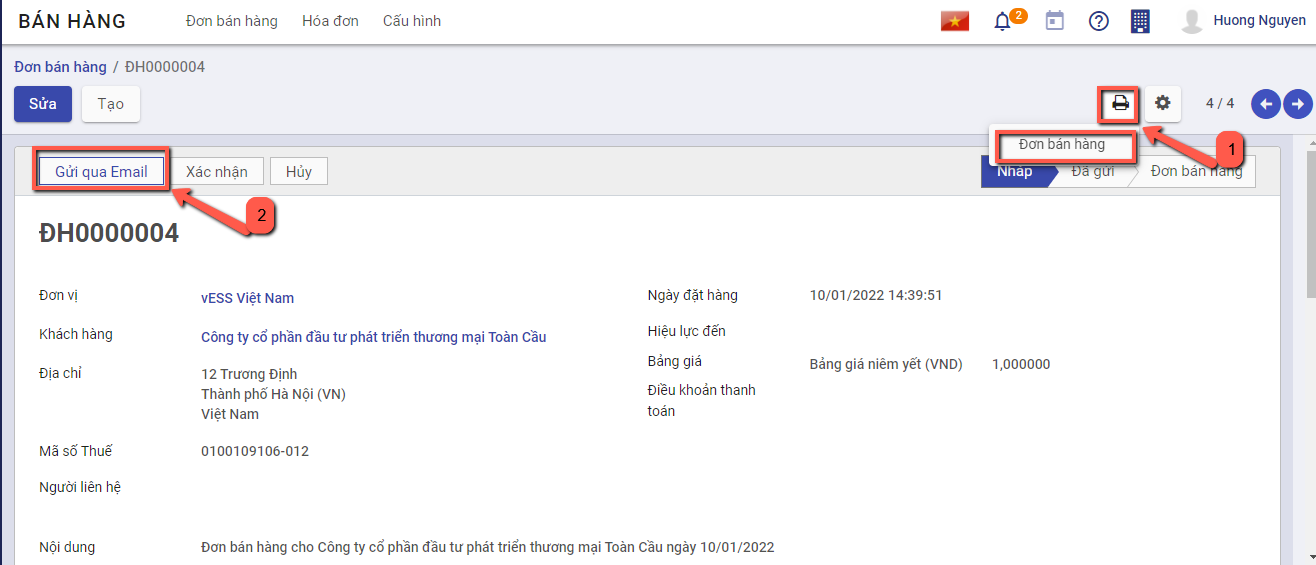 BÁN HÀNG Đơn bán hàng Hóa đơn Cấu hình 2 Huong Nguyen
Đơn bán hàng / ĐH0000004
Sửa Tạo 4 / 4
Đơn bán hàng 1
Gửi qua Email Xác nhận Hủy Nháp Đã gửi Đơn bán hàng
2
ĐH0000004
Đơn vị vESS Việt Nam Ngày đặt hàng 10/01/2022 14:39:51
Khách hàng Công ty cổ phần đầu tư phát triển thương mại Toàn Cầu Hiệu lực đến
Địa chỉ 12 Trương Định Bảng giá Bảng giá niêm yết (VND) 1,000000
Thành phố Hà Nội (VN) Điều khoản thanh
Việt Nam toán
Mã số Thuế 0100109106-012
Người liên hệ
Nội dung Đơn bán hàng cho Công ty cổ phần đầu tư phát triển thương mại Toàn Cầu ngày 10/01/2022